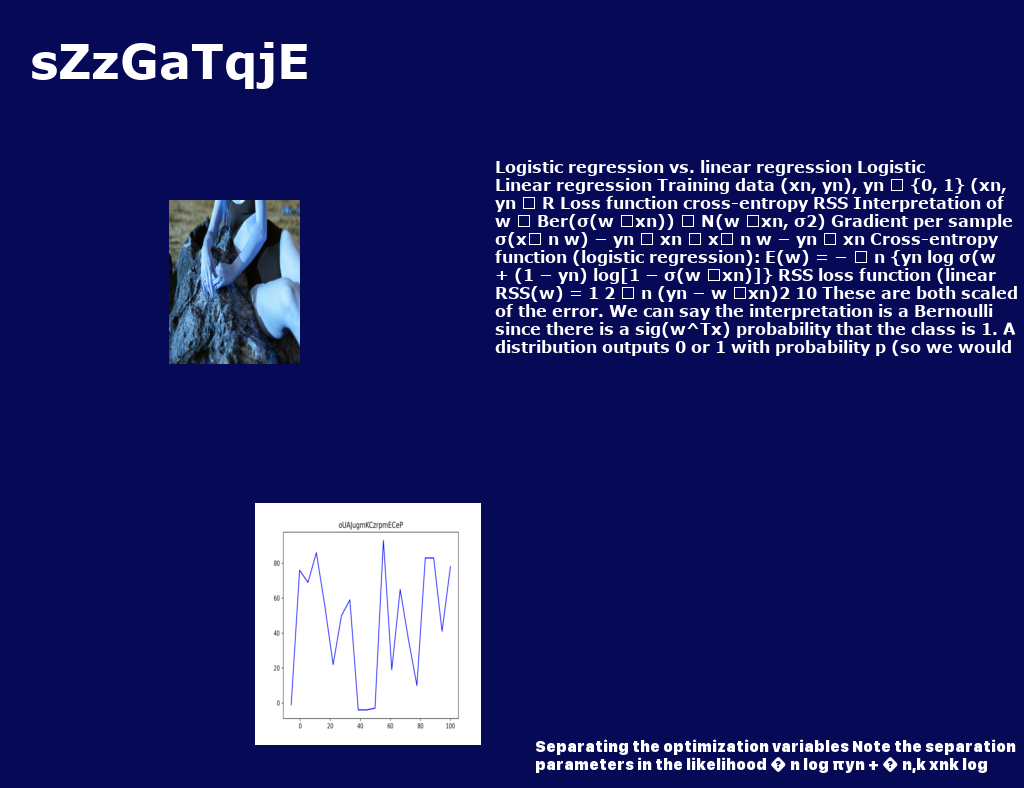 sZzGaTqjE
Logistic regression vs. linear regression Logistic
Linear regression Training data (xn, yn), yn □ {0, 1} (xn,
yn □ R Loss function cross-entropy RSS Interpretation of
w □ Ber(σ(w □xn)) □ N(w □xn, σ2) Gradient per sample
σ(x□ n w) − yn □ xn □ x□ n w − yn □ xn Cross-entropy
function (logistic regression): E(w) = − □ n {yn log σ(w
+ (1 − yn) log[1 − σ(w □xn)]} RSS loss function (linear
RSS(w) = 1 2 □ n (yn − w □xn)2 10 These are both scaled
of the error. We can say the interpretation is a Bernoulli
since there is a sig(w^Tx) probability that the class is 1. A
distribution outputs 0 or 1 with probability p (so we would
oUAJugmKCzrpmECeP
80
60
40
20
0
0 20 40 60 80 100
Separating the optimization variables Note the separation
parameters in the likelihood � n log πyn + � n,k xnk log